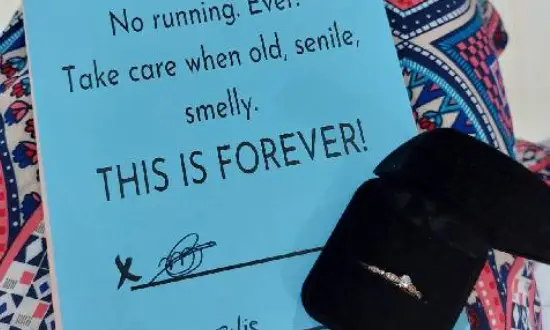 No running. Ever!
Take care when old, senile,
smelly.
THIS IS FOREVER!
X